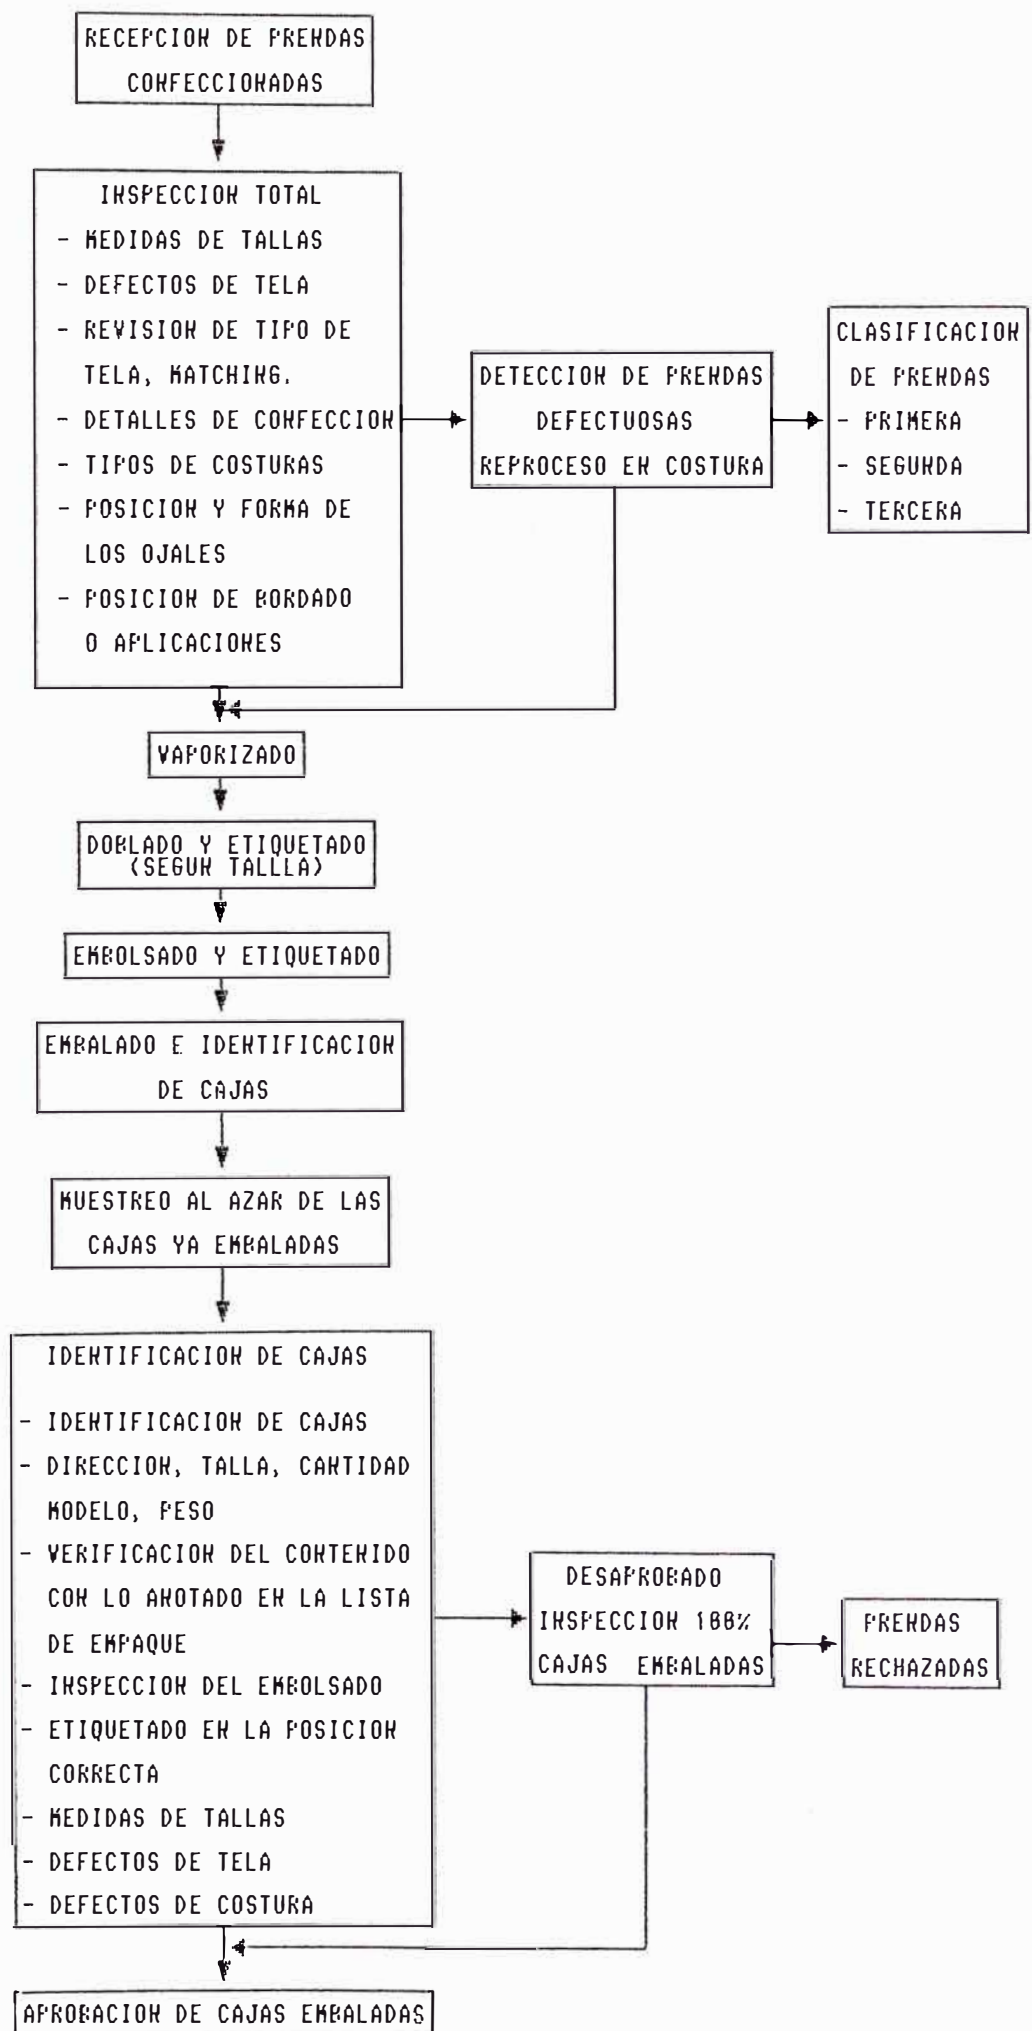 RECEPCION DE PRENDAS
CONFECCIONADAS
INSPECCION TOTAL
- MEDIDAS DE TALLAS
- DEFECTOS DE TELA
- REVISION DE TIPO DE
TELA, MATCHING.
- DETALLES DE CONFECCION
- TIPOS DE COSTURAS
- POSICION Y FORMA DE
LOS OJALES
- POSICION DE BORDADO
O APLICACIONES
DETECCION DE PRENDAS
DEFECTUOSAS
REPROCESO EN COSTURA
CLASIFICACION
DE PRENDAS
- PRIMERA
- SEGUNDA
- TERCERA
VAPORIZADO
DOBLADO Y ETIQUETADO
(SEGUN TALLLA)
EMBOLSADO Y ETIQUETADO
EMBALADO E IDENTIFICACION
DE CAJAS
MUESTREO AL AZAR DE LAS
CAJAS YA EMBALADAS
IDENTIFICACION DE CAJAS
- IDENTIFICACION DE CAJAS
- DIRECCION, TALLA, CANTIDAD
MODELO, PESO
- VERIFICACION DEL CONTENIDO
CON LO ANOTADO EN LA LISTA
DE EMPAQUE
- INSPECCION DEL EMBOLSADO
- ETIQUETADO EN LA POSICION
CORRECTA
- MEDIDAS DE TALLAS
- DEFECTOS DE TELA
- DEFECTOS DE COSTURA
DESAPROBADO
INSPECCION 100%
CAJAS EMBALADAS
PRENDAS
RECHAZADAS
APROBACION DE CAJAS EMBALADAS